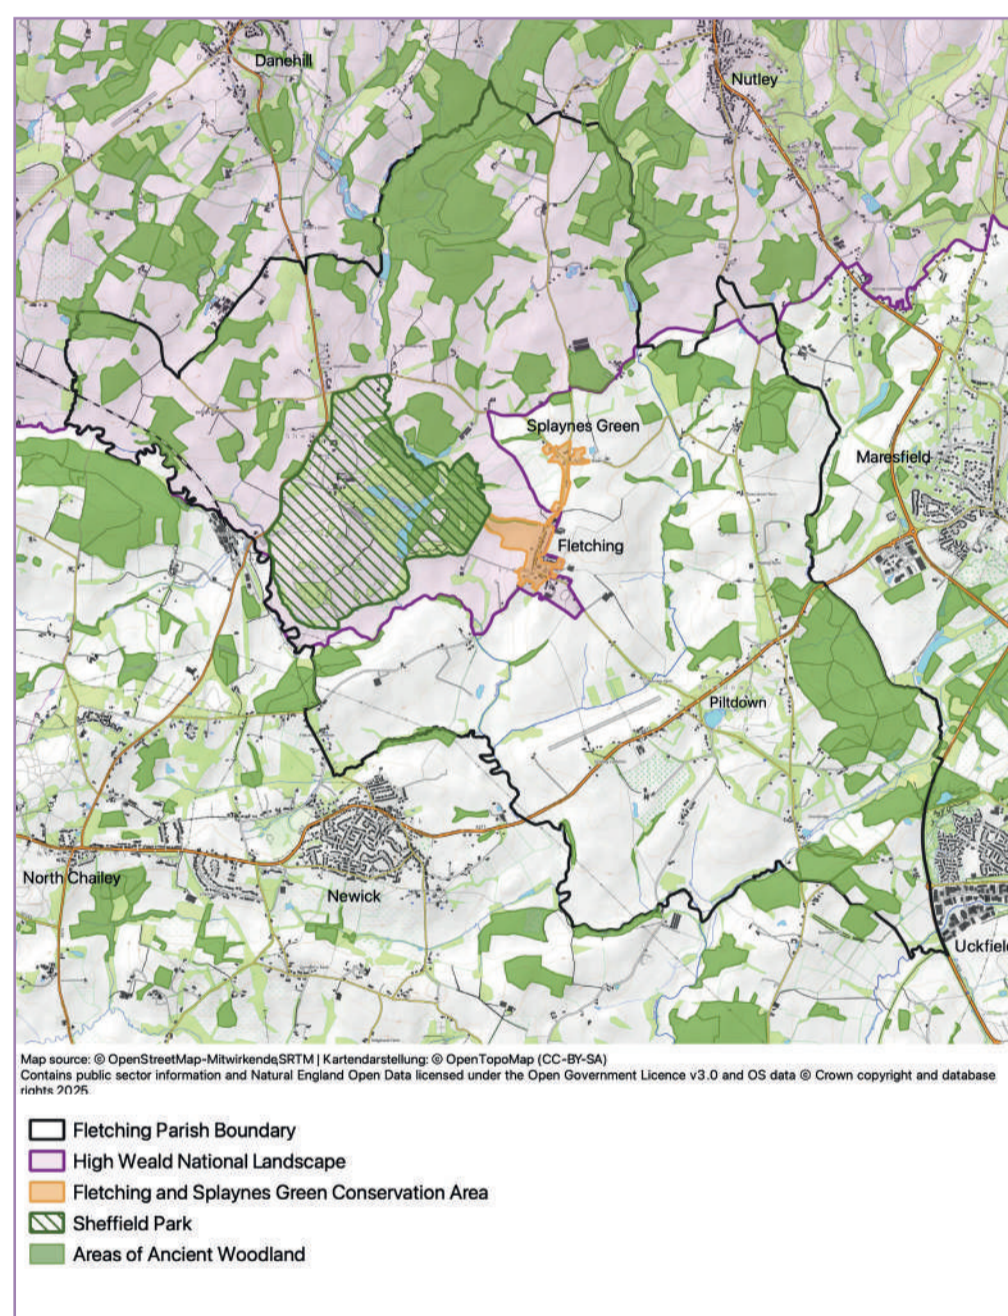 Danehill
Nutley
Splaynes Green
Maresfield
Fletching
Piltdown
North Chailey
Newick
Uckfiel
Map source: © OpenStreetMap-Mitwirkende,SRTM | Kartendarstellung: © OpenTopoMap (CC-BY-SA)
Contains public sector information and Natural England Open Data licensed under the Open Government Licence v3.0 and OS data © Crown copyright and database
rights 2025.
Fletching Parish Boundary
High Weald National Landscape
Fletching and Splaynes Green Conservation Area
Sheffield Park
Areas of Ancient Woodland